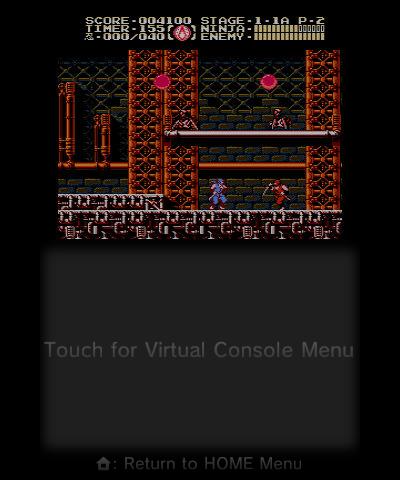 SCORE-004100 STAGE-1-1A P-2
TIMER-155 NINJA-
-000/040 ENEMY-
Touch for Virtual Console Menu
: Return to HOME Menu